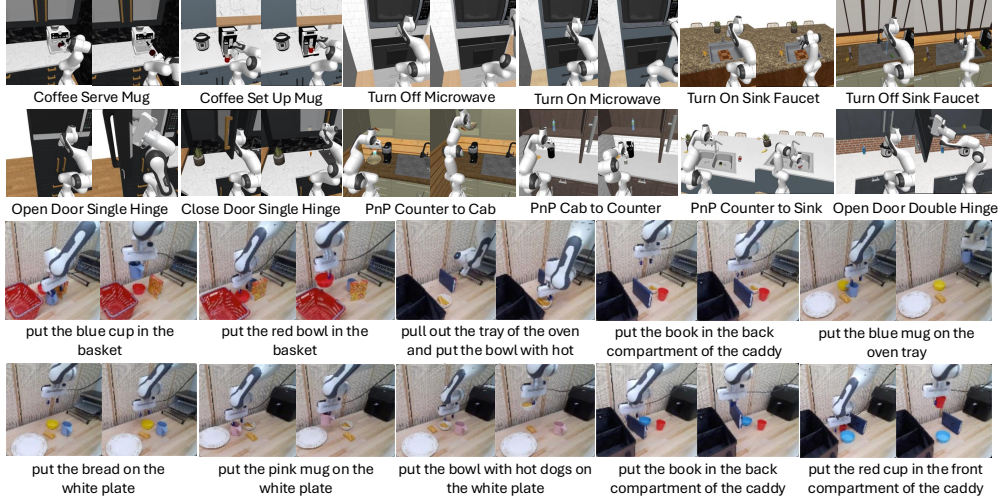 Coffee Serve Mug
Coffee Set Up Mug
Turn Off Microwave
Turn On Microwave
Turn On Sink Faucet
Turn Off Sink Faucet
Open Door Single Hinge
Close Door Single Hinge
PnP Counter to Cab
PnP Cab to Counter
PnP Counter to Sink
Open Door Double Hinge
put the blue cup in the
basket
put the red bowl in the
basket
pull out the tray of the oven
and put the bowl with hot
put the book in the back
compartment of the caddy
put the blue mug on the
oven tray
put the bread on the
white plate
put the pink mug on the
white plate
put the bowl with hot dogs on
the white plate
put the book in the back
compartment of the caddy
put the red cup in the front
compartment of the caddy